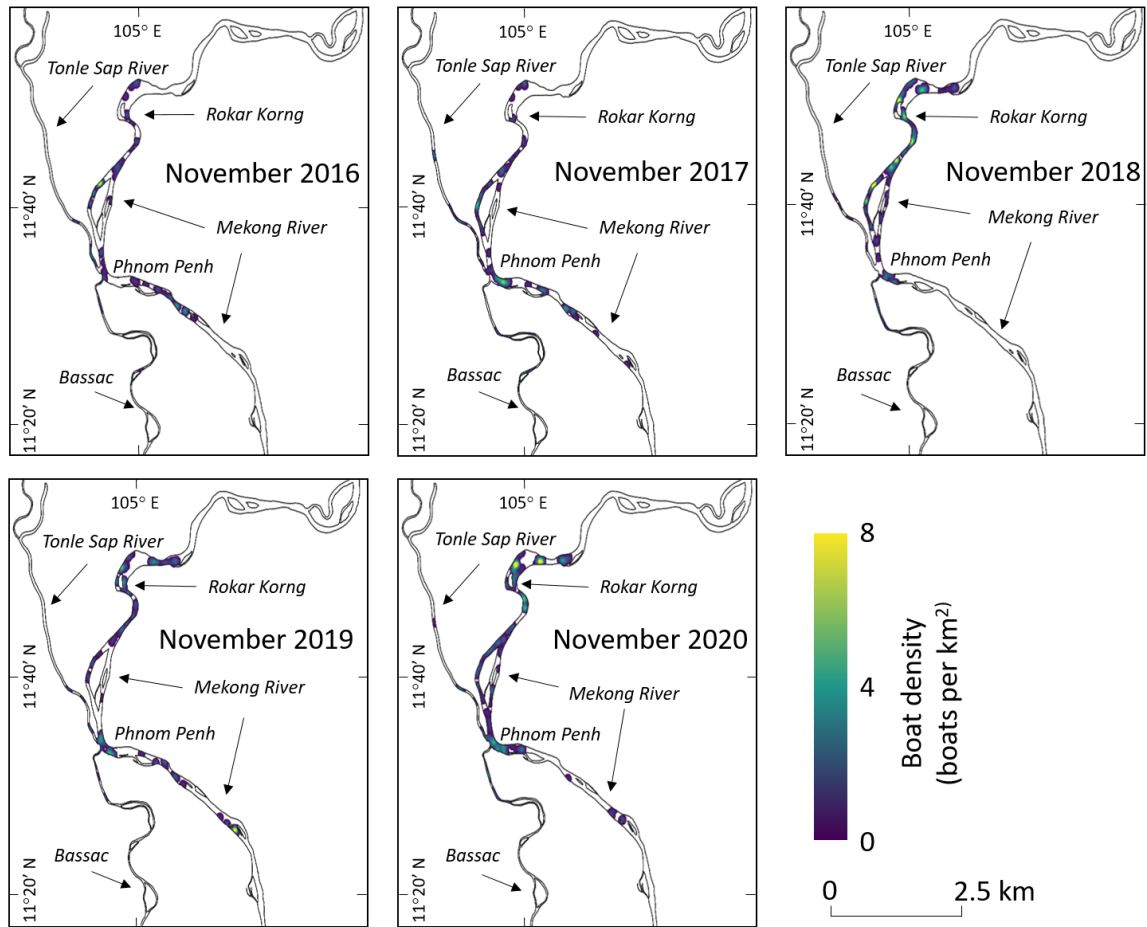 105° E
Tonle Sap River
Rokar Korng
November 2016
11°40′ N
Mekong River
Phnom Penh
Bassac
11°20′ N
105° E
Tonle Sap River
Rokar Korng
November 2017
11°40′ N
Mekong River
Phnom Penh
Bassac
11°20′ N
105° E
Tonle Sap River
Rokar Korng
November 2018
11°40′ N
Mekong River
Phnom Penh
Bassac
11°20′ N
105° E
Tonle Sap River
Rokar Korng
November 2019
11°40′ N
Mekong River
Phnom Penh
Bassac
11°20′ N
105° E
Tonle Sap River
Rokar Korng
November 2020
11°40′ N
Mekong River
Phnom Penh
Bassac
11°20′ N
8
4
0
Boat density
(boats per km²)
0 2.5 km